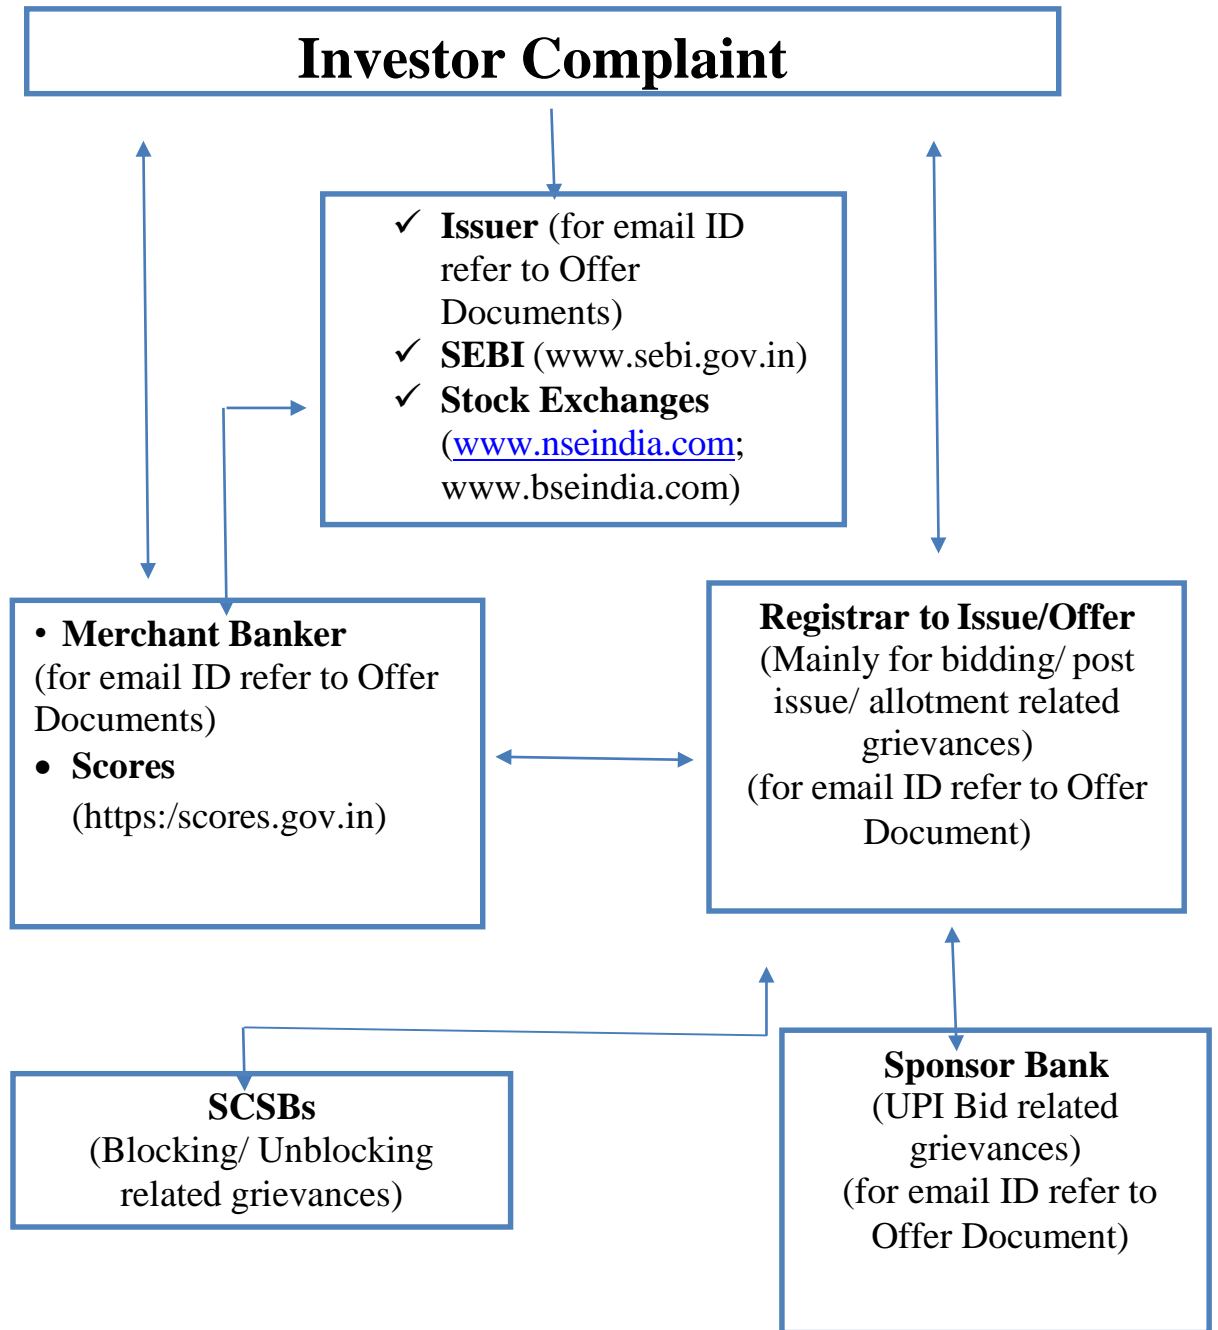 Investor Complaint
✓ Issuer (for email ID
refer to Offer
Documents)
✓ SEBI (www.sebi.gov.in)
✓ Stock Exchanges
(www.nseindia.com;
www.bseindia.com)
• Merchant Banker
(for email ID refer to Offer
Documents)
• Scores
(https:/scores.gov.in)
Registrar to Issue/Offer
(Mainly for bidding/ post
issue/ allotment related
grievances)
(for email ID refer to Offer
Document)
SCSBs
(Blocking/ Unblocking
related grievances)
Sponsor Bank
(UPI Bid related
grievances)
(for email ID refer to
Offer Document)